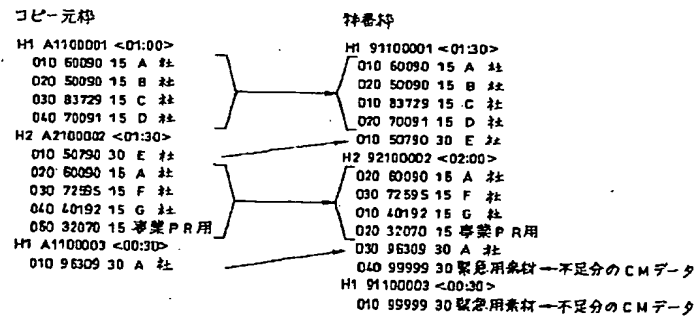 コピー元枠
H1 A1100001 <01:00>
010 60090 15 A 社
020 50090 15 B 社
030 83729 15 C 社
040 70091 15 D 社
H2 A2100002 <01:30>
010 50790 30 E 社
020 60090 15 A 社
030 72595 15 F 社
040 40192 15 G 社
050 32070 15 事業PR用
H1 A1100003 <00:30>
010 96309 30 A 社
特番枠
H1 91100001 <01:30>
010 60090 15 A 社
020 50090 15 B 社
010 83729 15 C 社
020 70091 15 D 社
010 50790 30 E 社
H2 92100002 <02:00>
020 60090 15 A 社
030 72595 15 F 社
010 40192 15 G 社
020 32070 15 事業PR用
030 96309 30 A 社
040 99999 30 緊急用素材←不足分のCMデータ
H1 91100003 <00:30>
010 99999 30 緊急用素材←不足分のCMデータ